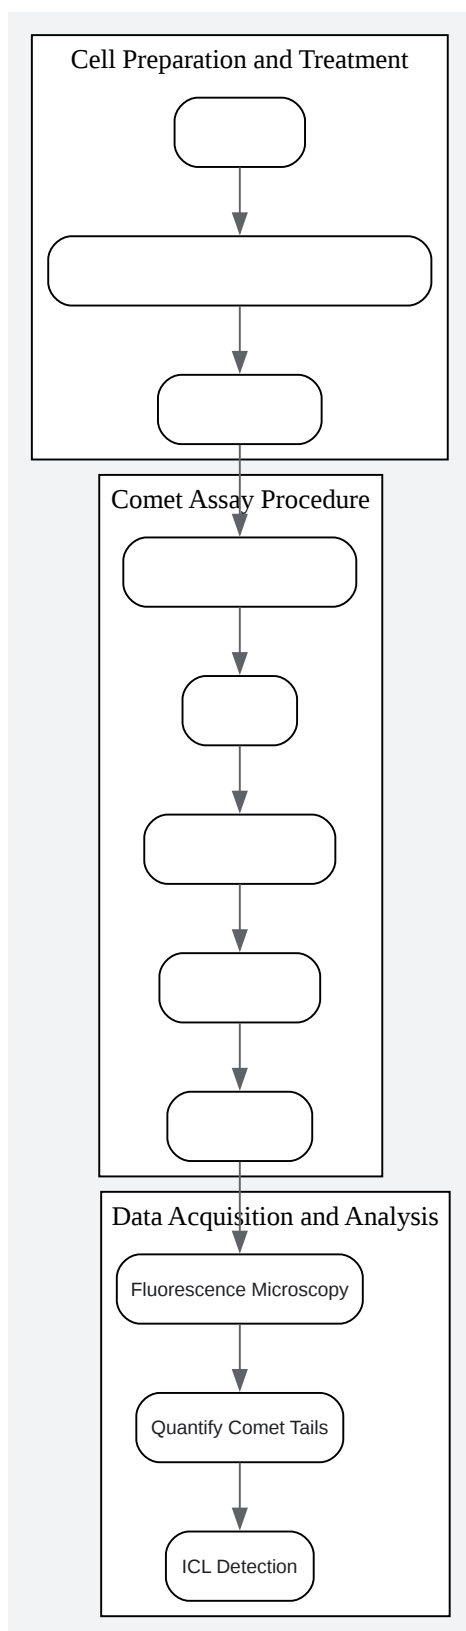 Cell Preparation and Treatment
Comet Assay Procedure
Data Acquisition and Analysis
Fluorescence Microscopy
Quantify Comet Tails
ICL Detection